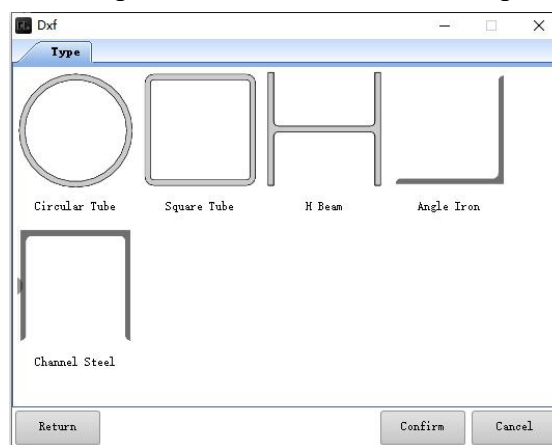 Dxf
Type
Circular Tube
Square Tube
H Beam
Angle Iron
Channel Steel
Return
Confirm
Cancel